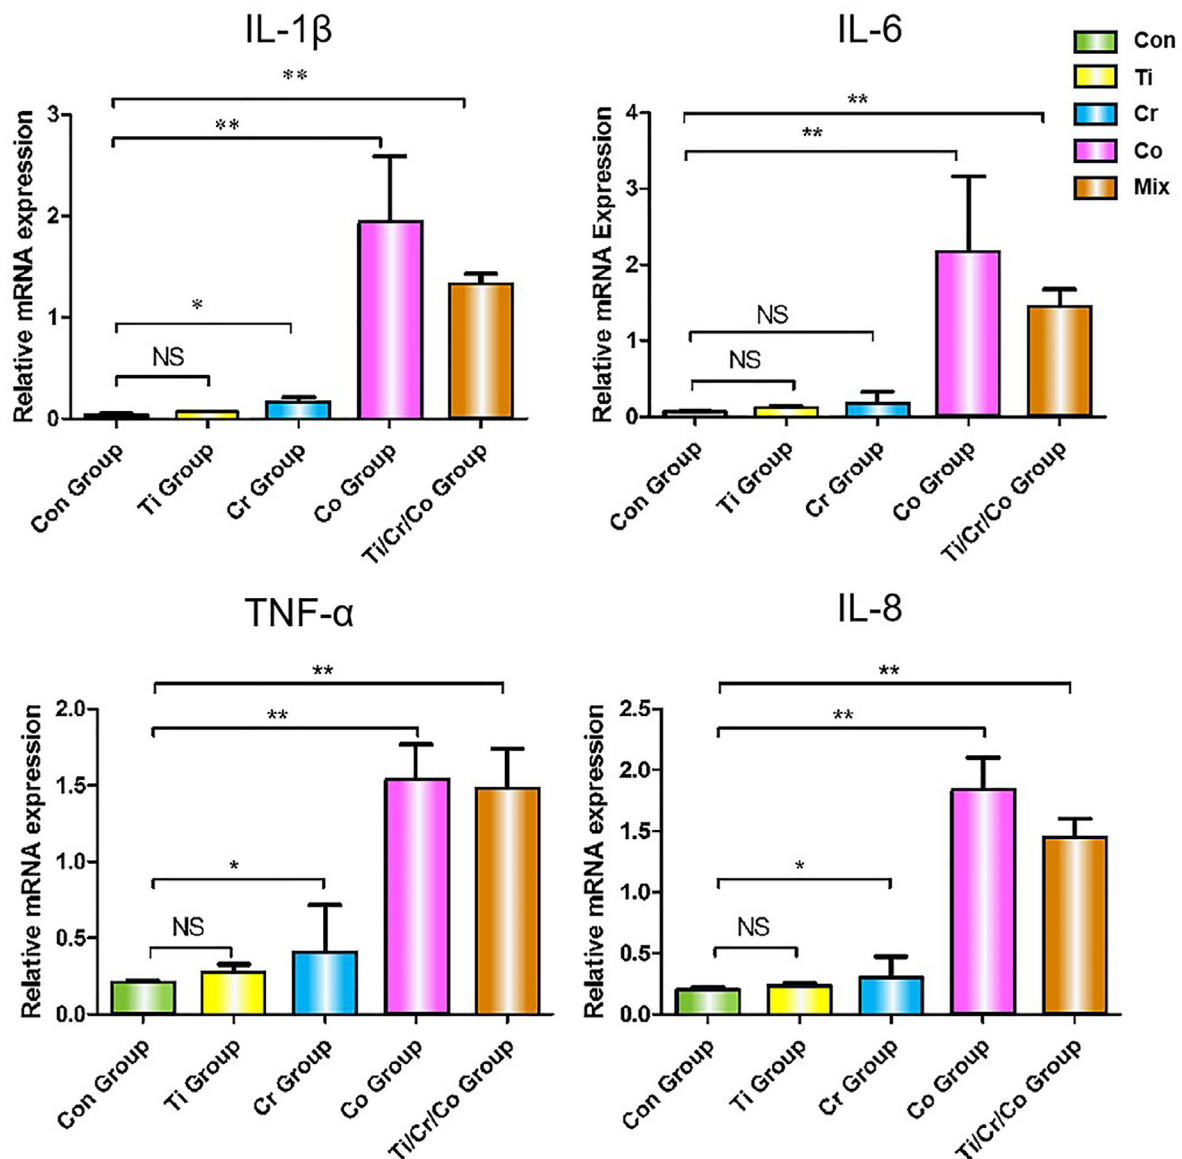 IL-1β
Relative mRNA expression
3
2
1
0
**
**
*
NS
Con Group
Ti Group
Cr Group
Co Group
Ti/Cr/Co Group
IL-6
Relative mRNA Expression
4
3
2
1
0
**
**
NS
NS
Con Group
Ti Group
Cr Group
Co Group
Ti/Cr/Co Group
Con
Ti
Cr
Co
Mix
TNF-α
Relative mRNA expression
2.0
1.5
1.0
0.5
0.0
**
**
*
NS
Con Group
Ti Group
Cr Group
Co Group
Ti/Cr/Co Group
IL-8
Relative mRNA expression
2.5
2.0
1.5
1.0
0.5
0.0
**
**
*
NS
Con Group
Ti Group
Cr Group
Co Group
Ti/Cr/Co Group